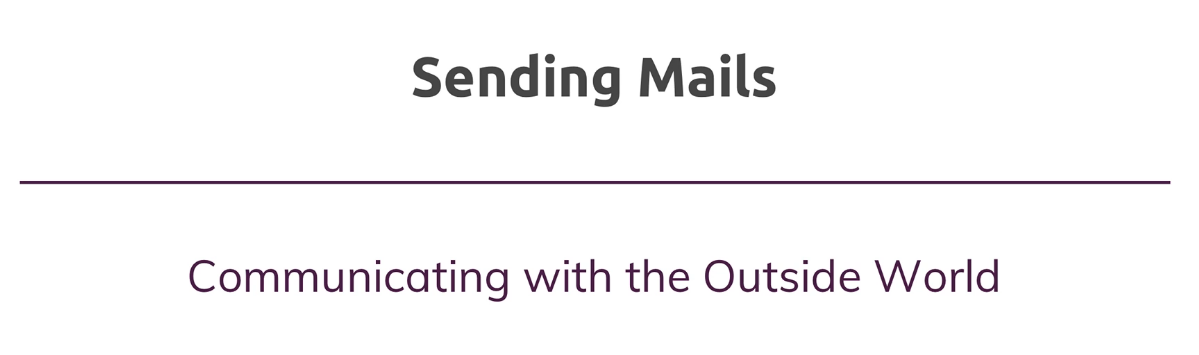 Sending Mails
Communicating with the Outside World